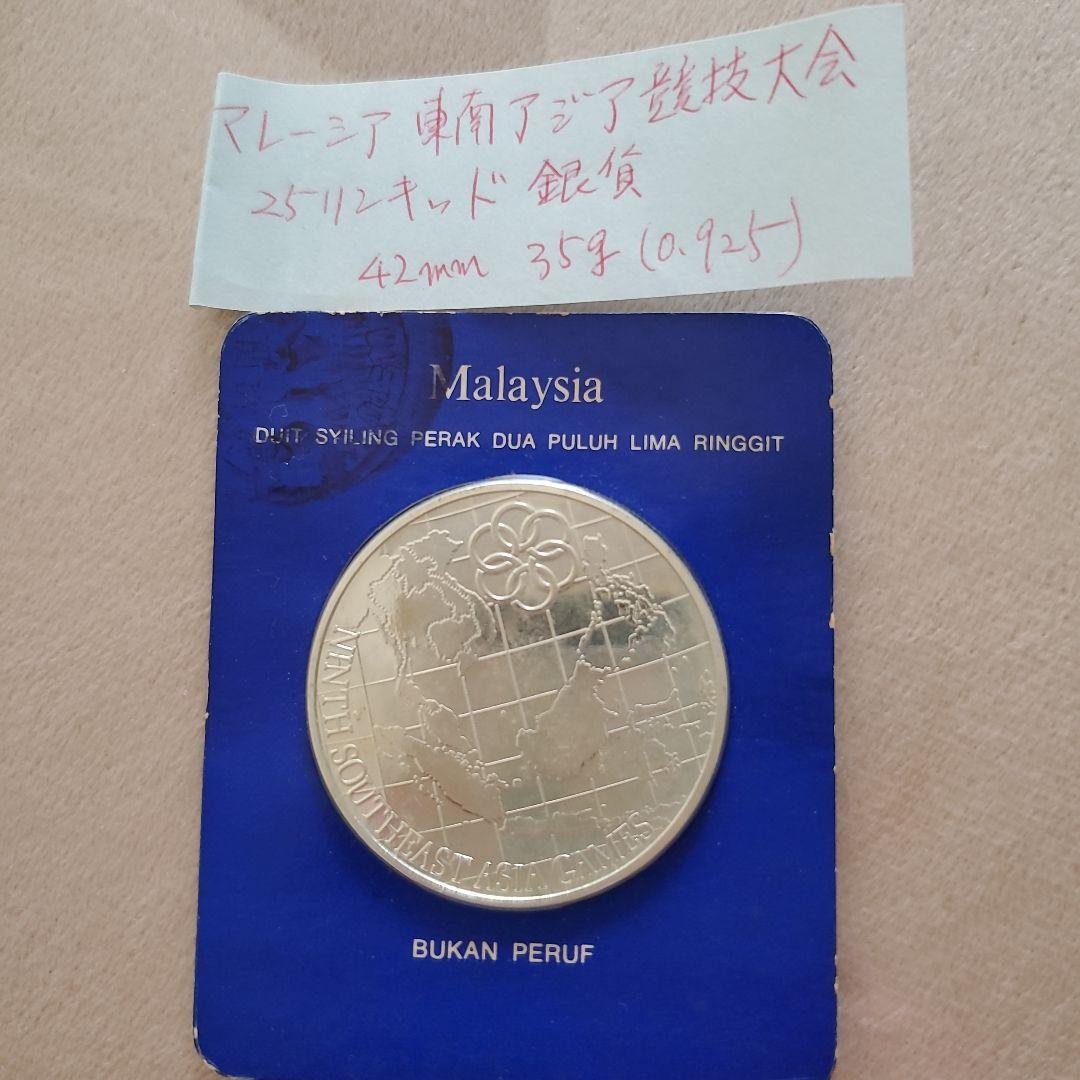 マレーシア 東南アジア競技大会
25リンキッド 銀貨
42mm 35g (0.925)
Malaysia
DUIT SYILING PERAK DUA PULUH LIMA RINGGIT
NINTH SOUTHEAST ASIA GAMES
BUKAN PERUF